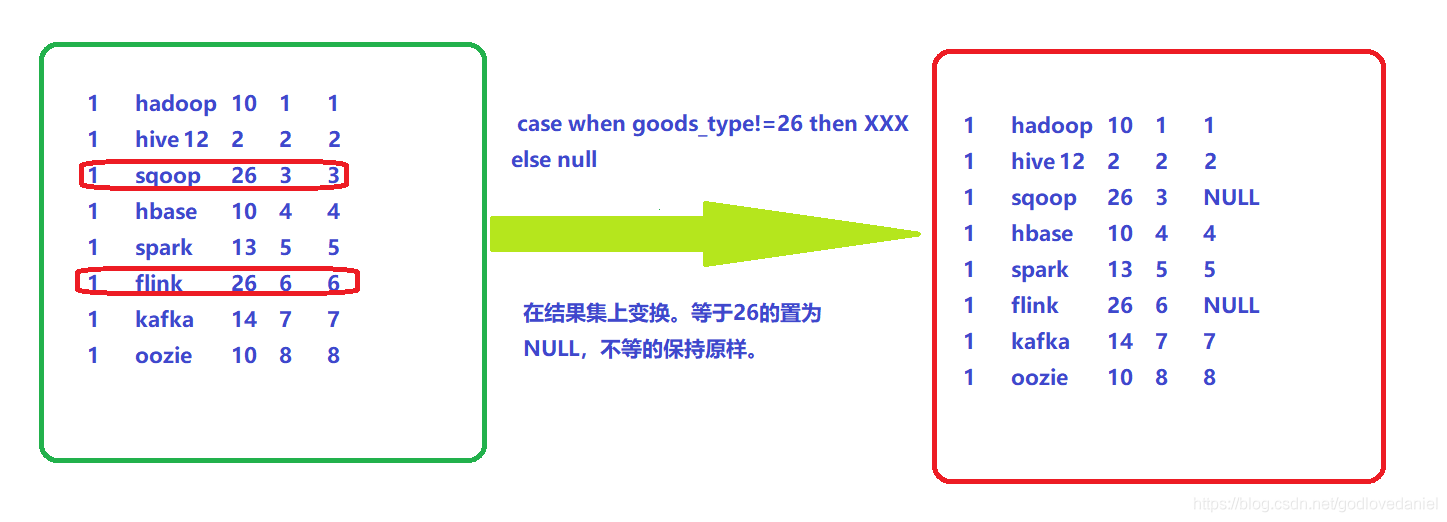 1 hadoop 10 1 1
1 hive 12 2 2 2
1 sqoop 26 3 3
1 hbase 10 4 4
1 spark 13 5 5
1 flink 26 6 6
1 kafka 14 7 7
1 oozie 10 8 8
case when goods_type!=26 then XXX
else null
在结果集上变换。等于26的置为
NULL，不等的保持原样。
1 hadoop 10 1 1
1 hive 12 2 2 2
1 sqoop 26 3 NULL
1 hbase 10 4 4
1 spark 13 5 5
1 flink 26 6 NULL
1 kafka 14 7 7
1 oozie 10 8 8
https://blog.csdn.net/godlovedaniel